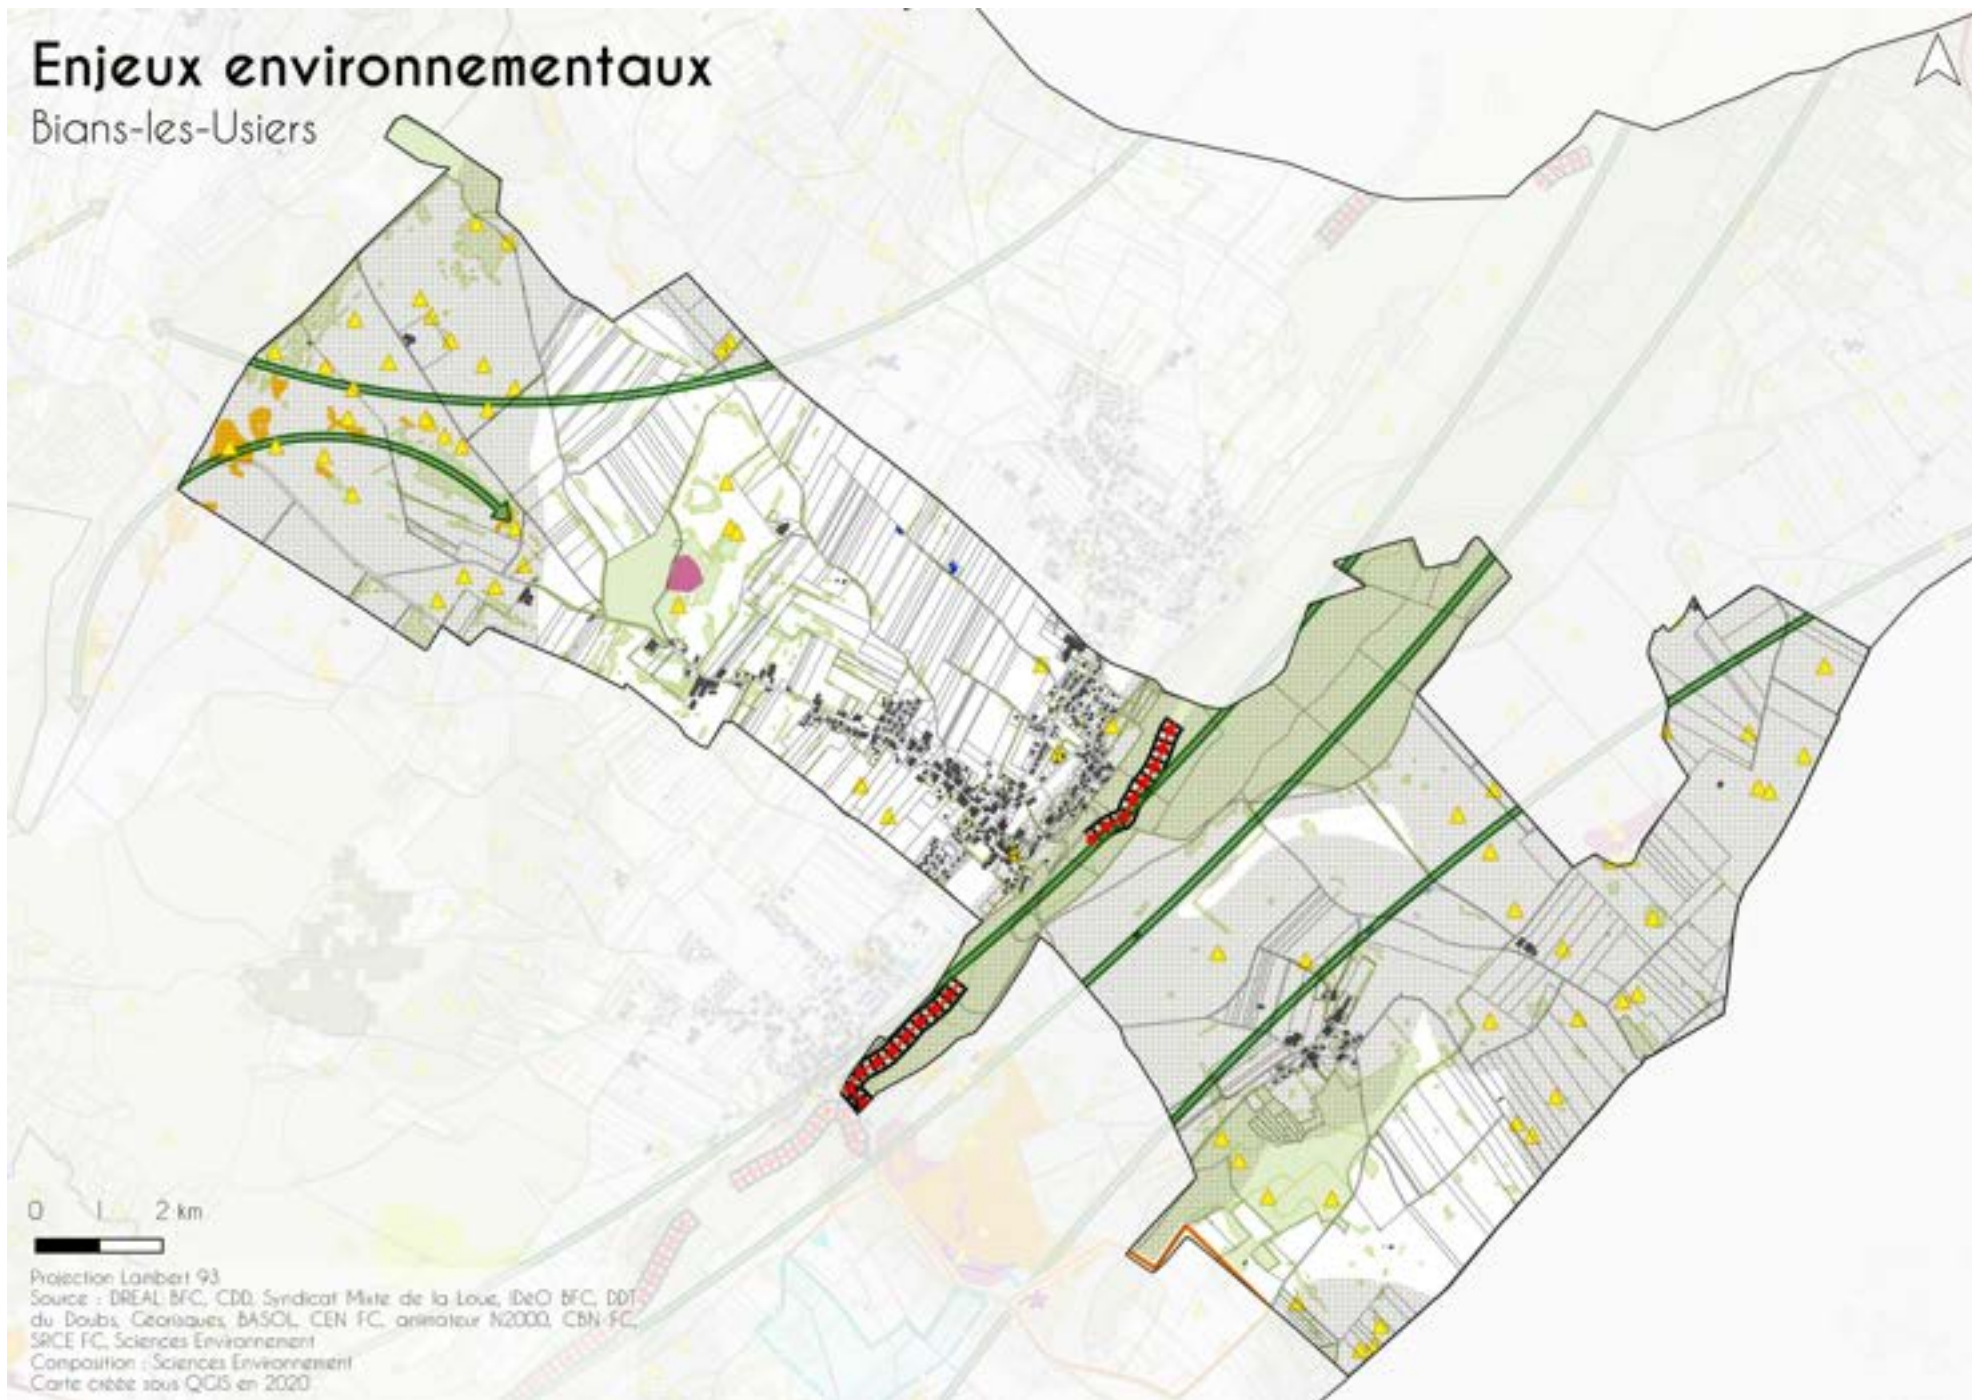 Enjeux environnementaux
Bians-les-Usiers
0 1 2 km
Projection Lambert 93
Source : DREAL BFC, CDD, Syndicat Mixte de la Loue, IDéO BFC, DDT
du Doubs, Géorisques, BASOL, CEN FC, animateur N2000, CBN FC,
SRCE FC, Sciences Environnement
Composition : Sciences Environnement
Carte créée sous QGIS en 2020